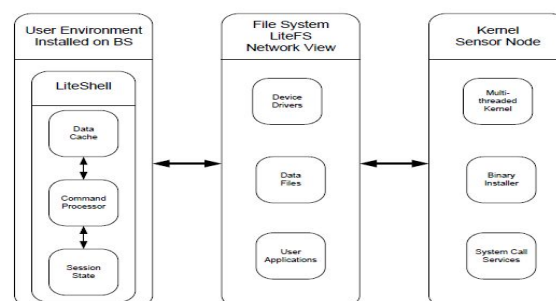 User Environment
Installed on BS
LiteShell
Data
Cache
Command
Processor
Session
State
File System
LiteFS
Network View
Device
Drivers
Data
Files
User
Applications
Kernel
Sensor Node
Multi-
threaded
Kernel
Binary
Installer
System Call
Services